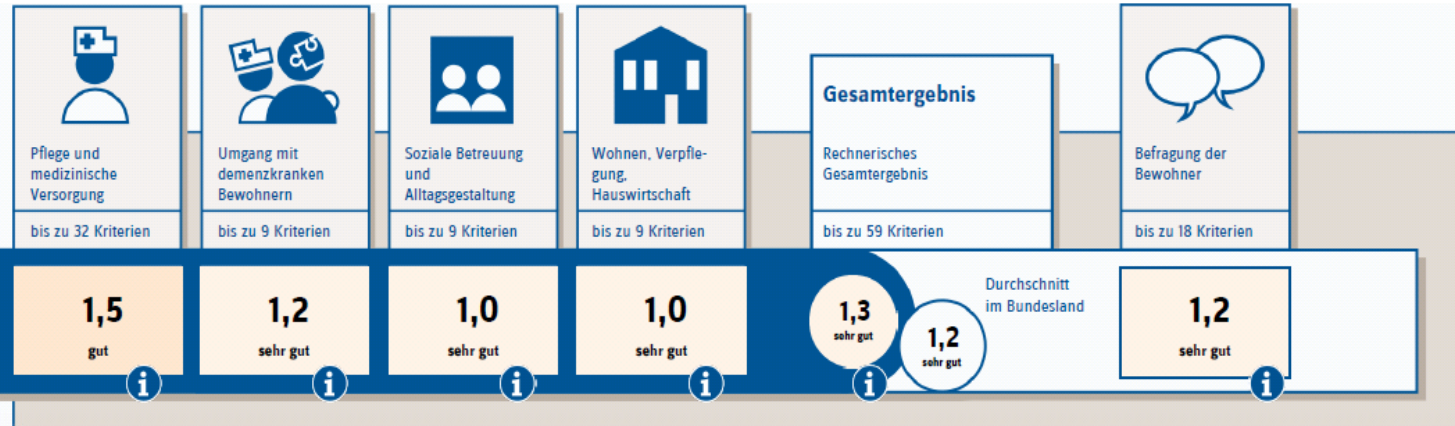 Pflege und
medizinische
Versorgung
bis zu 32 Kriterien
1,5
gut
Umgang mit
demenzkranken
Bewohnern
bis zu 9 Kriterien
1,2
sehr gut
Soziale Betreuung
und
Alltagsgestaltung
bis zu 9 Kriterien
1,0
sehr gut
Wohnen, Verpfle-
gung,
Hauswirtschaft
bis zu 9 Kriterien
1,0
sehr gut
Gesamtergebnis
Rechnerisches
Gesamtergebnis
bis zu 59 Kriterien
1,3
sehr gut
1,2
sehr gut
Durchschnitt
im Bundesland
Befragung der
Bewohner
bis zu 18 Kriterien
1,2
sehr gut